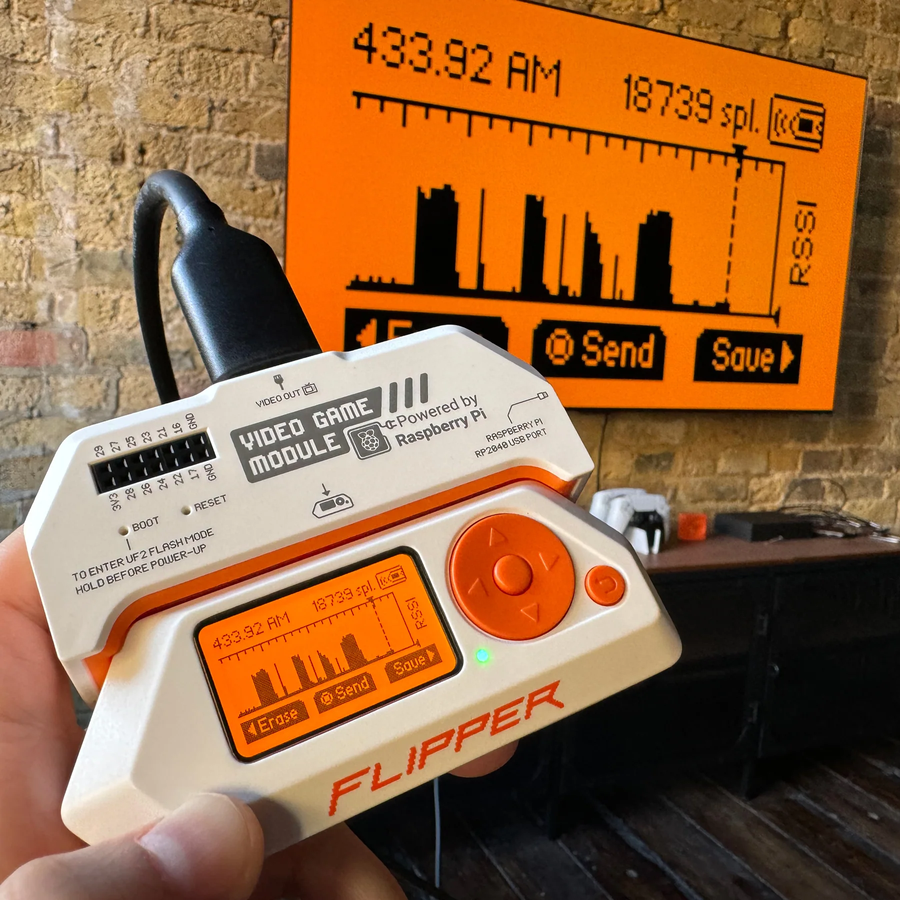 433.92 AM
18739 spl.
RSSI
Send
Save
VIDEO OUT
VIDEO GAME
MODULE
Powered by
Raspberry Pi
RASPBERRY PI
RP2040 USB PORT
29 27 25 23 21 16 GND
3V3 28 26 24 22 17 GND
BOOT
RESET
TO ENTER UF2 FLASH MODE
HOLD BEFORE POWER-UP
433.92 AM
18739 spl.
RSSI
Erase
Send
Save
FLIPPER